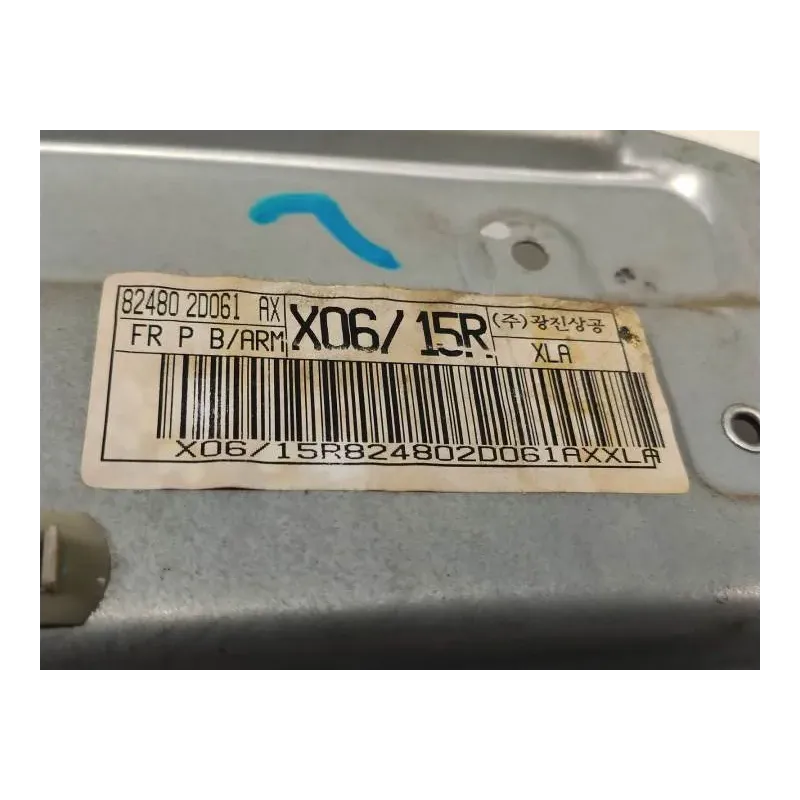 82480 2D061 AX
FR P B/ARM
X06/15R
(주)광진상공
XLA
X06/15R824802D061AXXLA